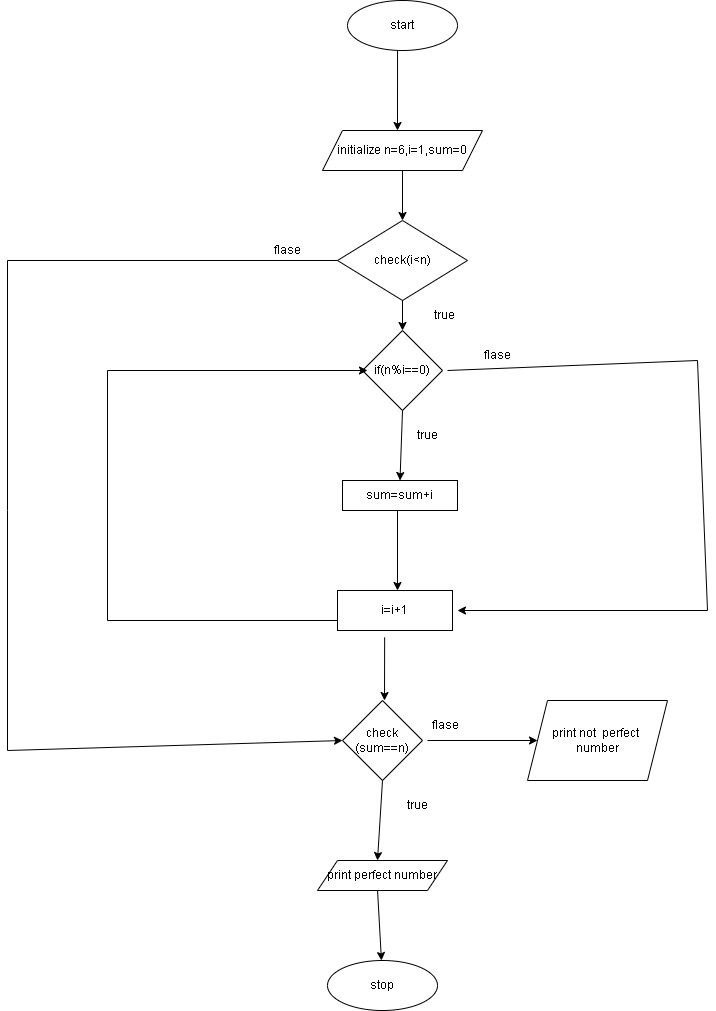 start
initialize n=6,i=1,sum=0
flase
check(i<n)
true
flase
if(n%i==0)
true
sum=sum+i
i=i+1
flase
check
(sum==n)
print not  perfect
number
true
print perfect number
stop